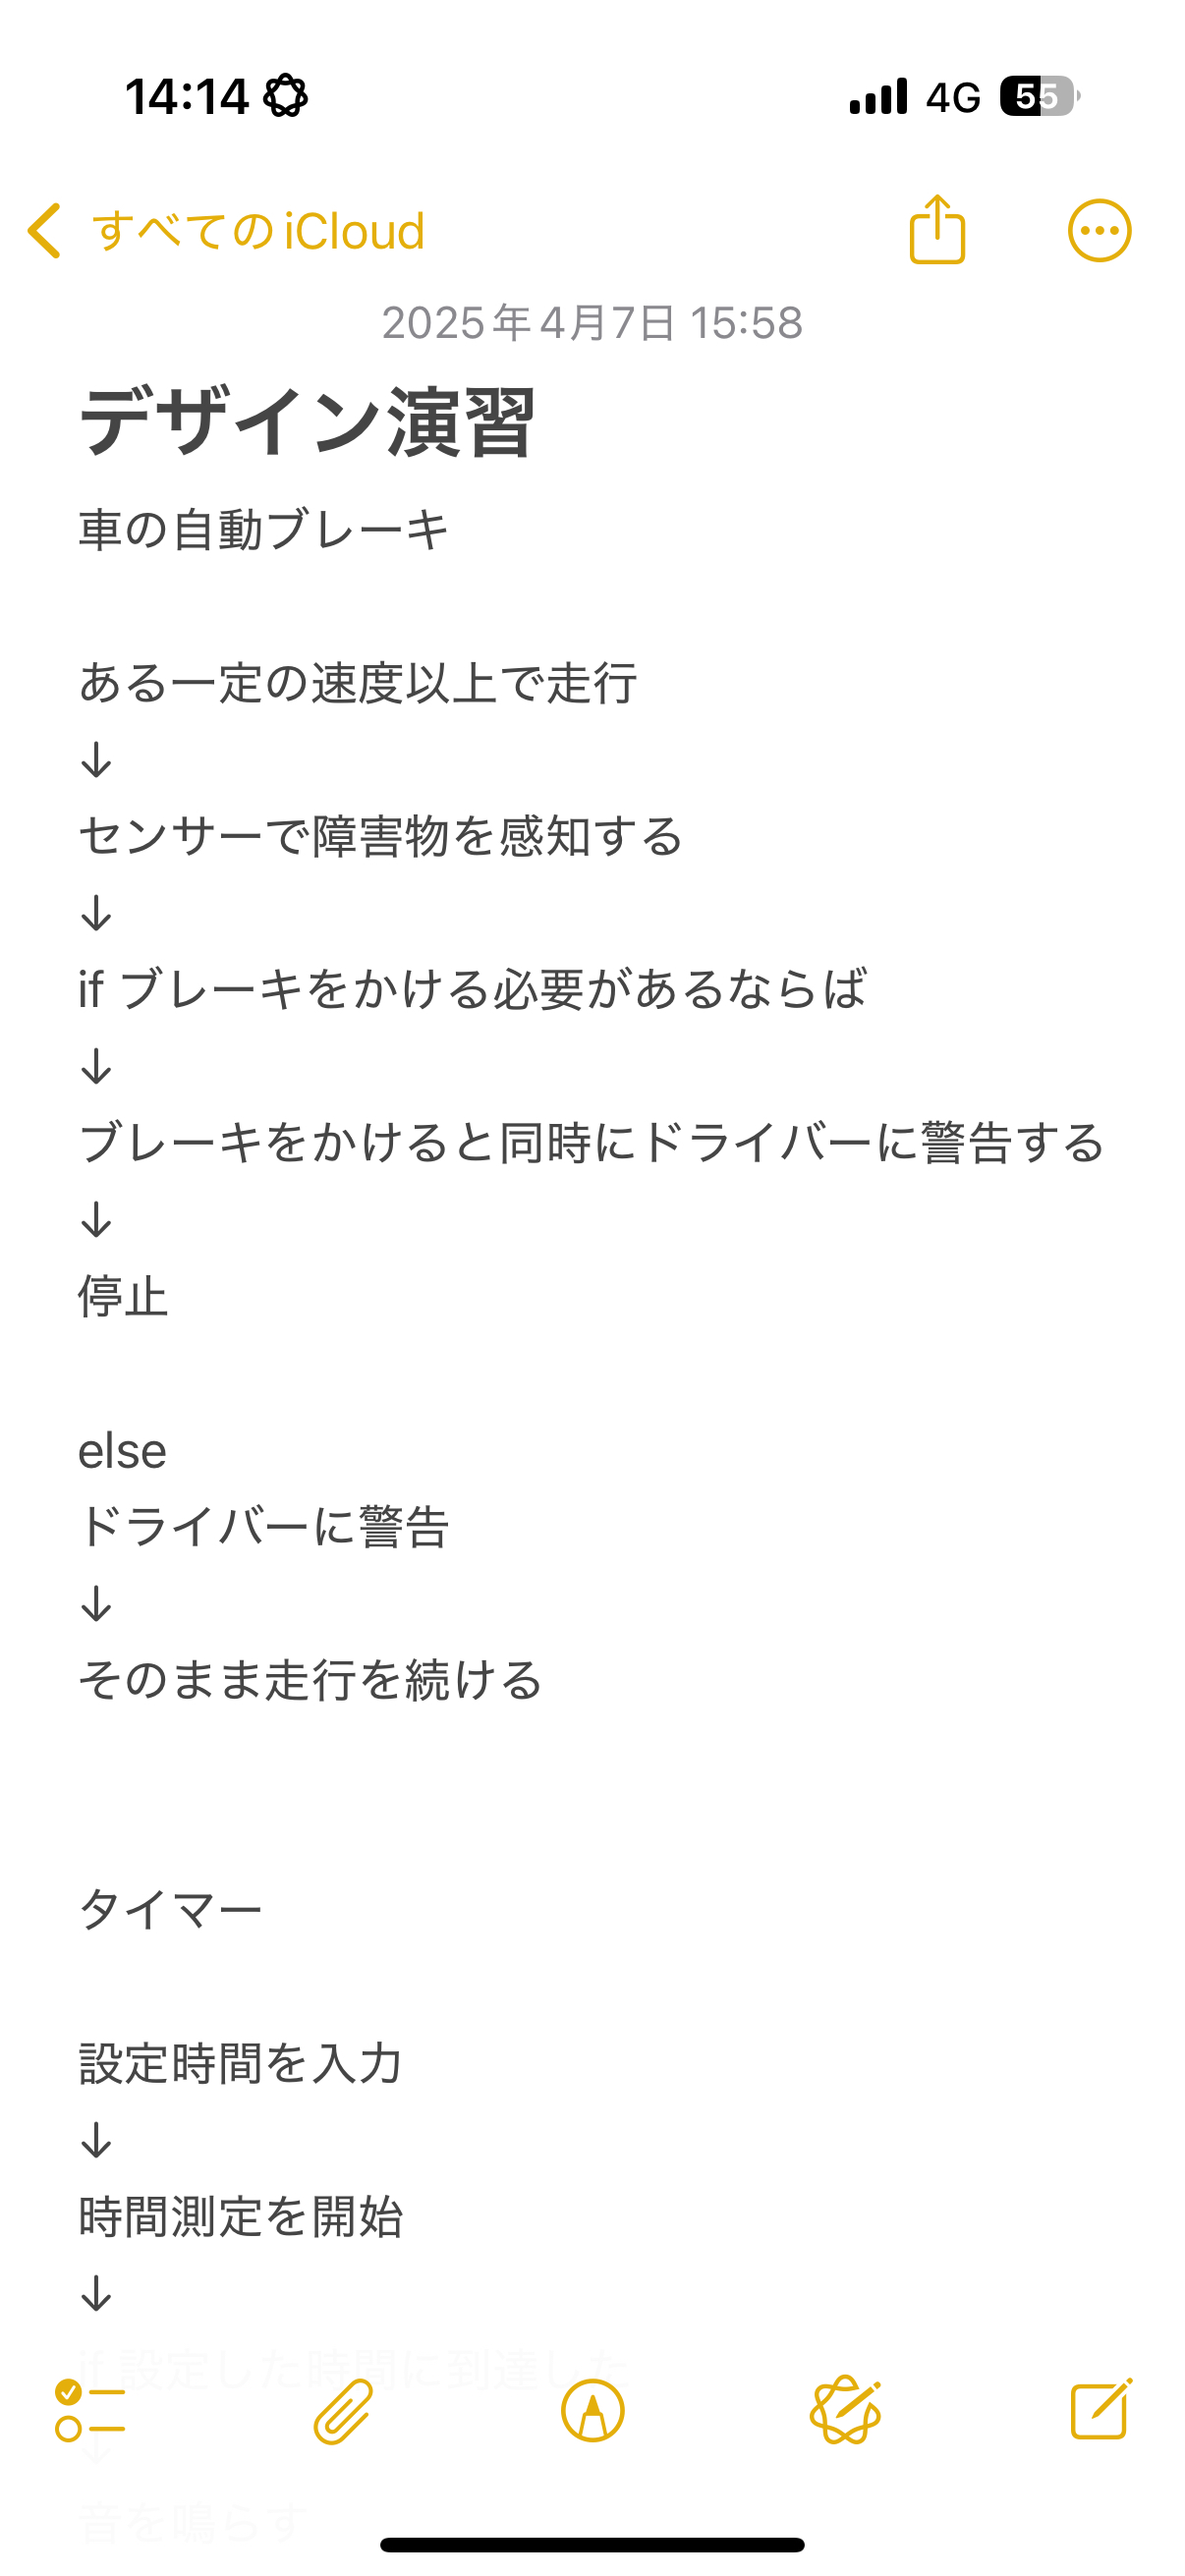 14:14 4G 55
すべてのiCloud
2025年4月7日 15:58
デザイン演習
車の自動ブレーキ
ある一定の速度以上で走行
↓
センサーで障害物を感知する
↓
if ブレーキをかける必要があるならば
↓
ブレーキをかけると同時にドライバーに警告する
↓
停止
else
ドライバーに警告
↓
そのまま走行を続ける
タイマー
設定時間を入力
↓
時間測定を開始
↓
if 設定した時間に到達した
↓
音を鳴らす